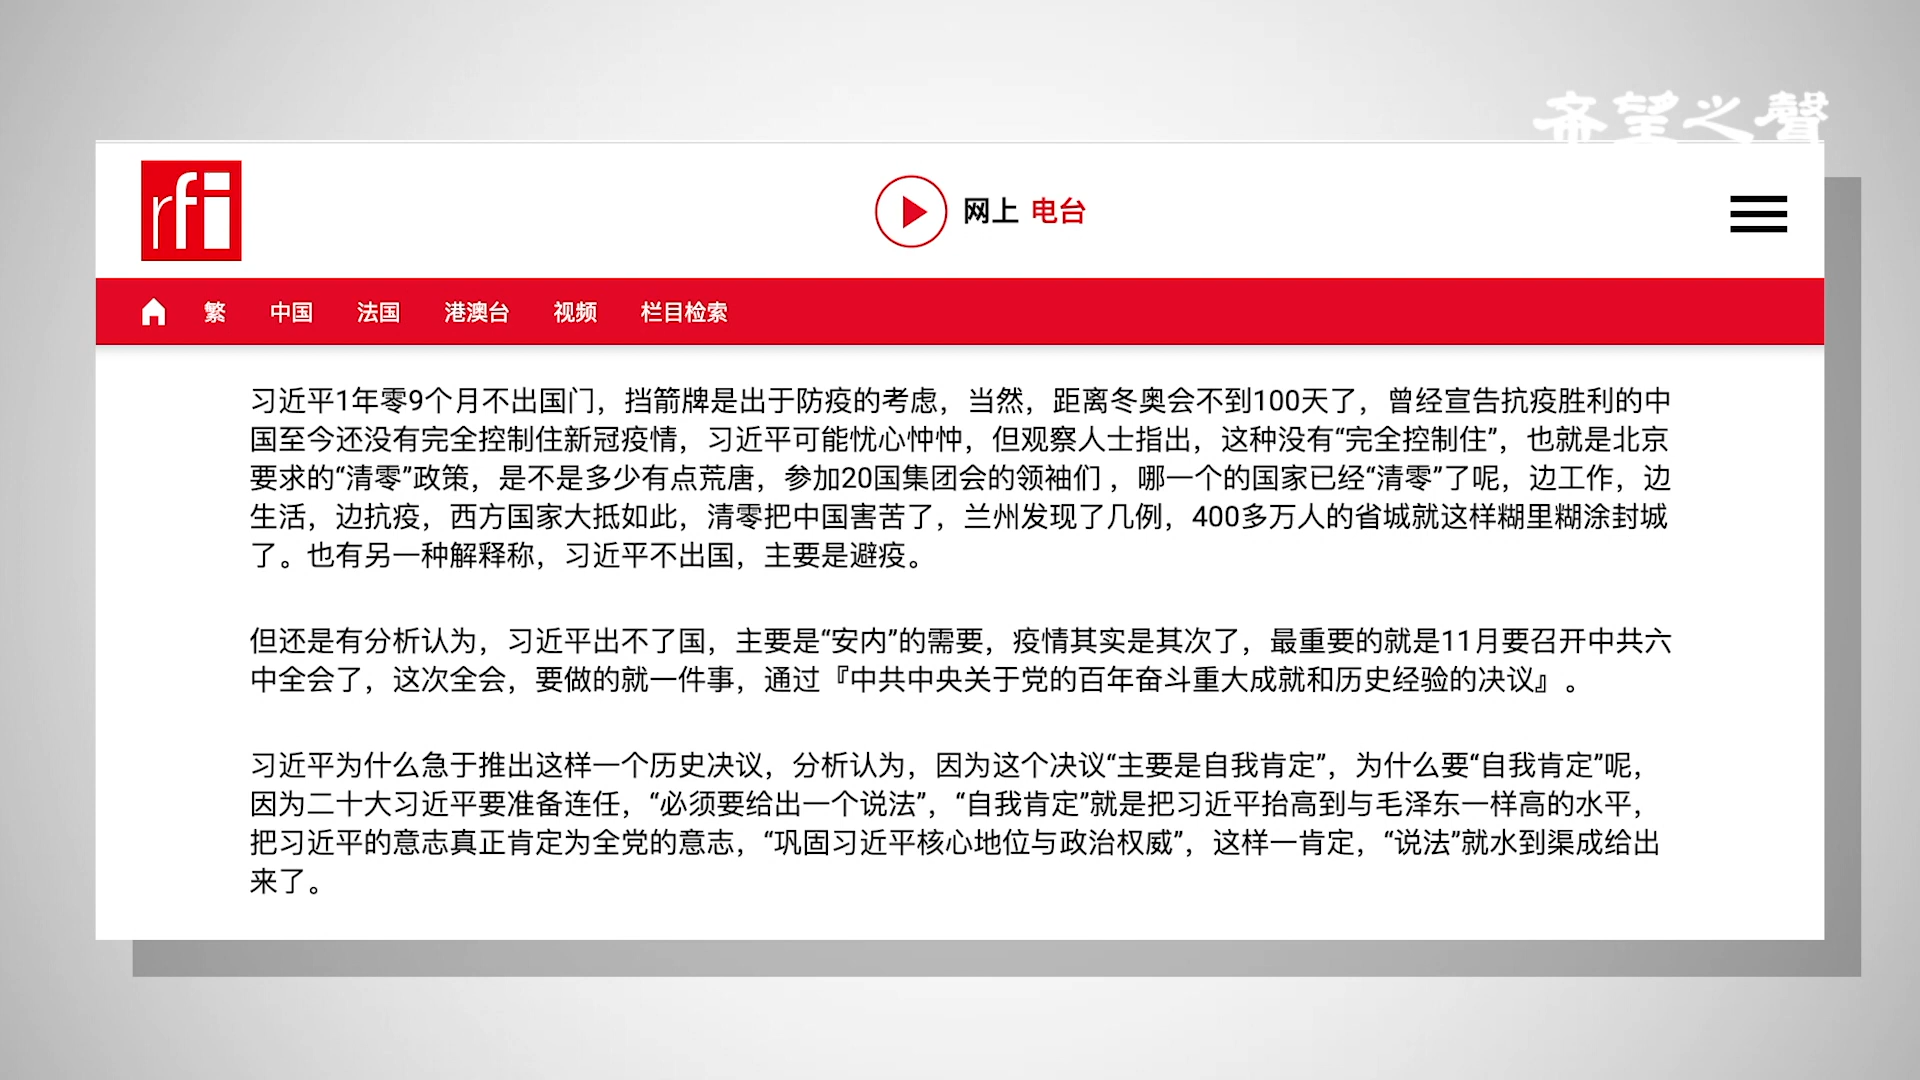 希望之聲
rfi
网上 电台
繁 中国 法国 港澳台 视频 栏目检索
习近平1年零9个月不出国门，挡箭牌是出于防疫的考虑，当然，距离冬奥会不到100天了，曾经宣告抗疫胜利的中
国至今还没有完全控制住新冠疫情，习近平可能忧心忡忡，但观察人士指出，这种没有“完全控制住”，也就是北京
要求的“清零”政策，是不是多少有点荒唐，参加20国集团会的领袖们 ，哪一个的国家已经“清零”了呢，边工作，边
生活，边抗疫，西方国家大抵如此，清零把中国害苦了，兰州发现了几例，400多万人的省城就这样糊里糊涂封城
了。也有另一种解释称，习近平不出国，主要是避疫。
但还是有分析认为，习近平出不了国，主要是“安内”的需要，疫情其实是其次了，最重要的就是11月要召开中共六
中全会了，这次全会，要做的就一件事，通过『中共中央关于党的百年奋斗重大成就和历史经验的决议』。
习近平为什么急于推出这样一个历史决议，分析认为，因为这个决议“主要是自我肯定”，为什么要“自我肯定”呢，
因为二十大习近平要准备连任，“必须要给出一个说法”，“自我肯定”就是把习近平抬高到与毛泽东一样高的水平，
把习近平的意志真正肯定为全党的意志，“巩固习近平核心地位与政治权威”，这样一肯定，“说法”就水到渠成给出
来了。